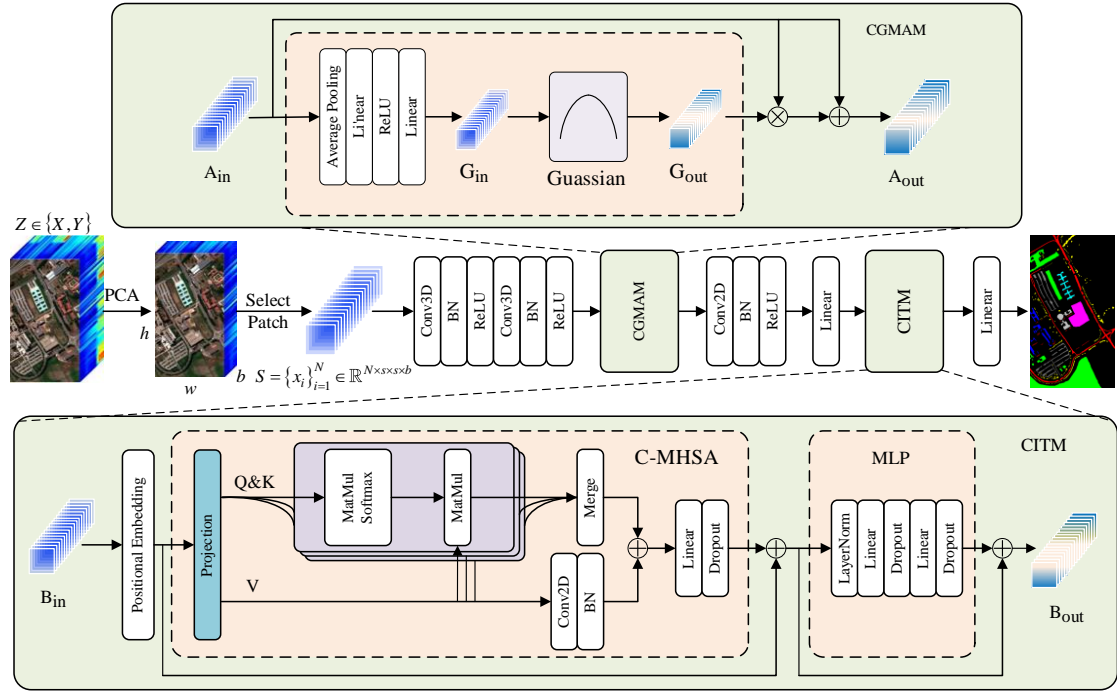 CGMAM
Average Pooling
Li'near
ReLU
Linear
A_in
G_in
Guassian
G_out
A_out
Z ∈ {X, Y}
PCA
h
w
b
Select
Patch
S = {x_i}_{i=1}^{N} ∈ ℝ^{N×s×s×b}
Conv3D
BN
ReLU
Conv3D
BN
ReLU
CGMAM
Conv2D
BN
ReLU
Linear
CITM
Linear
CITM
B_in
Positional Embedding
Projection
Q&K
V
MatMul
Softmax
MatMul
Merge
Conv2D
BN
C-MHSA
Linear
Dropout
MLP
LayerNorm
Linear
Dropout
Linear
Dropout
B_out